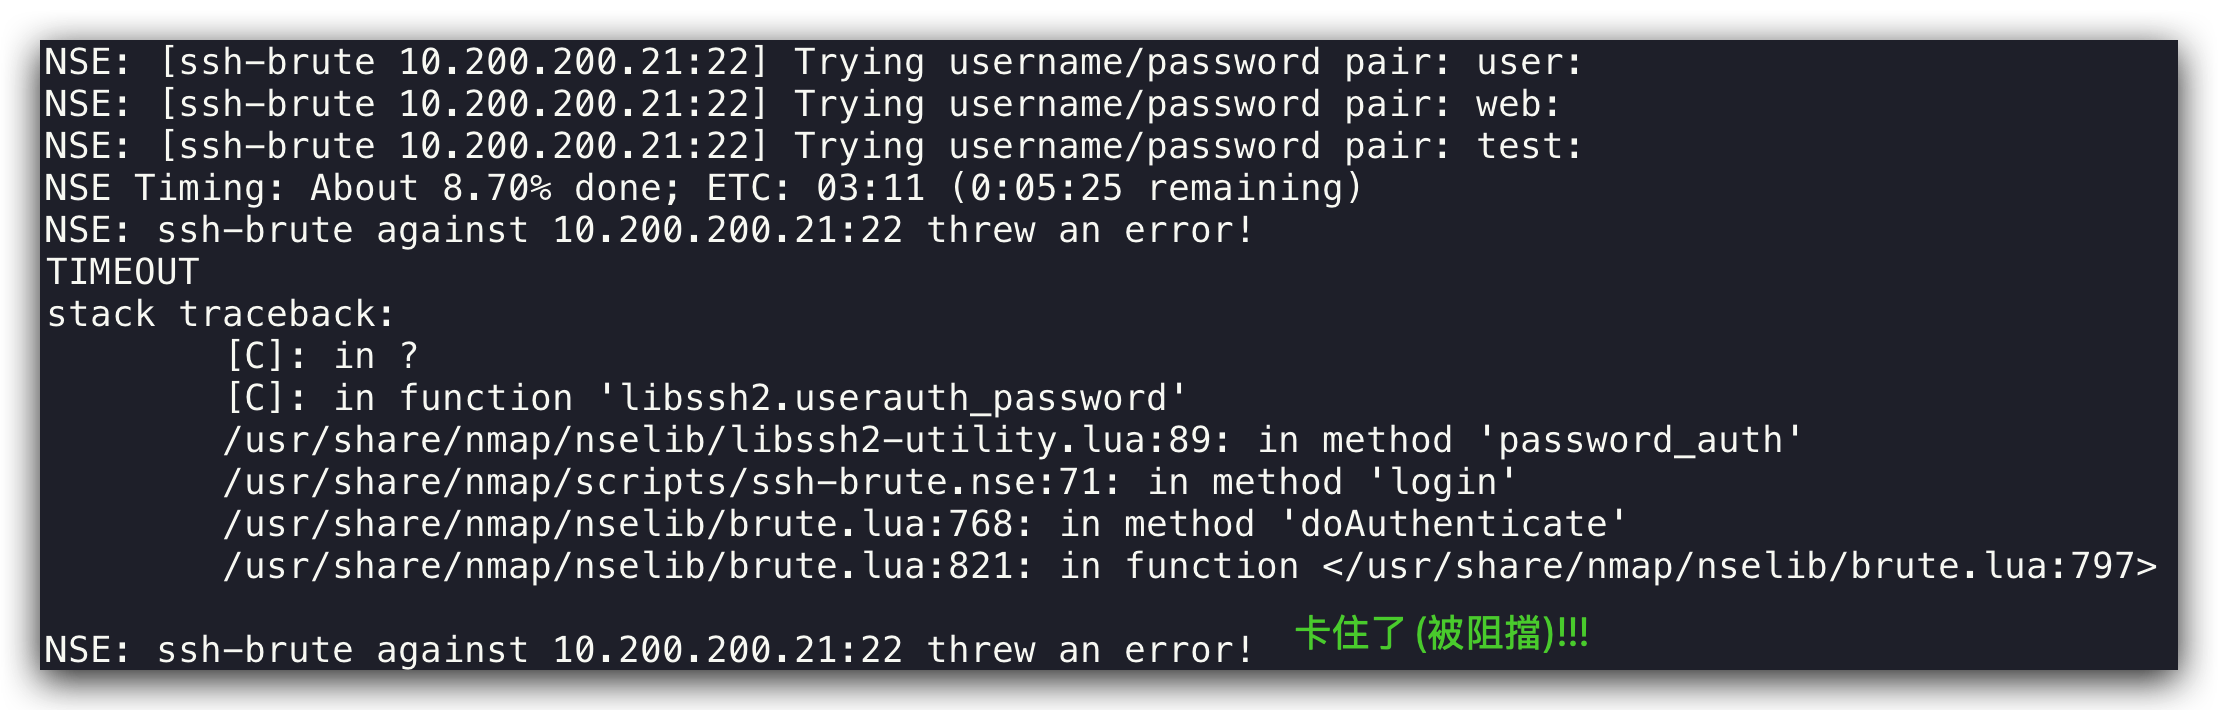 NSE: [ssh-brute 10.200.200.21:22] Trying username/password pair: user:
NSE: [ssh-brute 10.200.200.21:22] Trying username/password pair: web:
NSE: [ssh-brute 10.200.200.21:22] Trying username/password pair: test:
NSE Timing: About 8.70% done; ETC: 03:11 (0:05:25 remaining)
NSE: ssh-brute against 10.200.200.21:22 threw an error!
TIMEOUT
stack traceback:
        [C]: in ?
        [C]: in function 'libssh2.userauth_password'
        /usr/share/nmap/nselib/libssh2-utility.lua:89: in method 'password_auth'
        /usr/share/nmap/scripts/ssh-brute.nse:71: in method 'login'
        /usr/share/nmap/nselib/brute.lua:768: in method 'doAuthenticate'
        /usr/share/nmap/nselib/brute.lua:821: in function </usr/share/nmap/nselib/brute.lua:797>
卡住了 (被阻擋)!!!
NSE: ssh-brute against 10.200.200.21:22 threw an error!